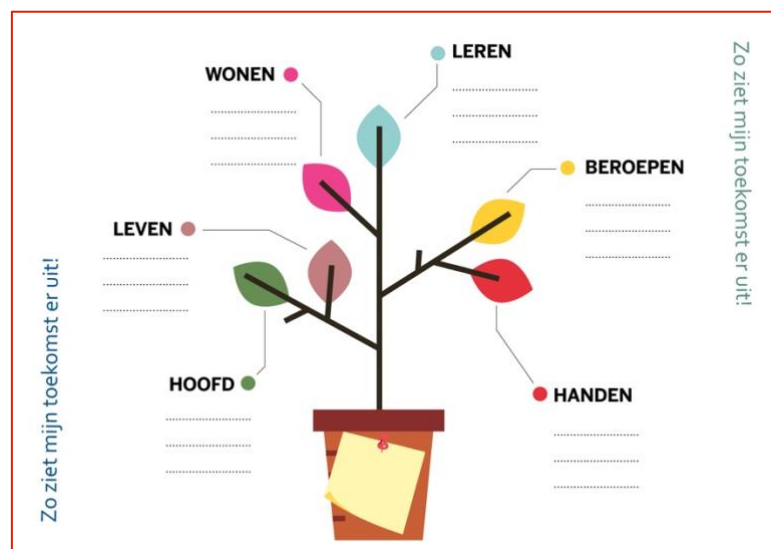 LEREN
WONEN
BEROEPEN
LEVEN
HOOFD
HANDEN
Zo ziet mijn toekomst er uit!
Zo ziet mijn toekomst er uit!